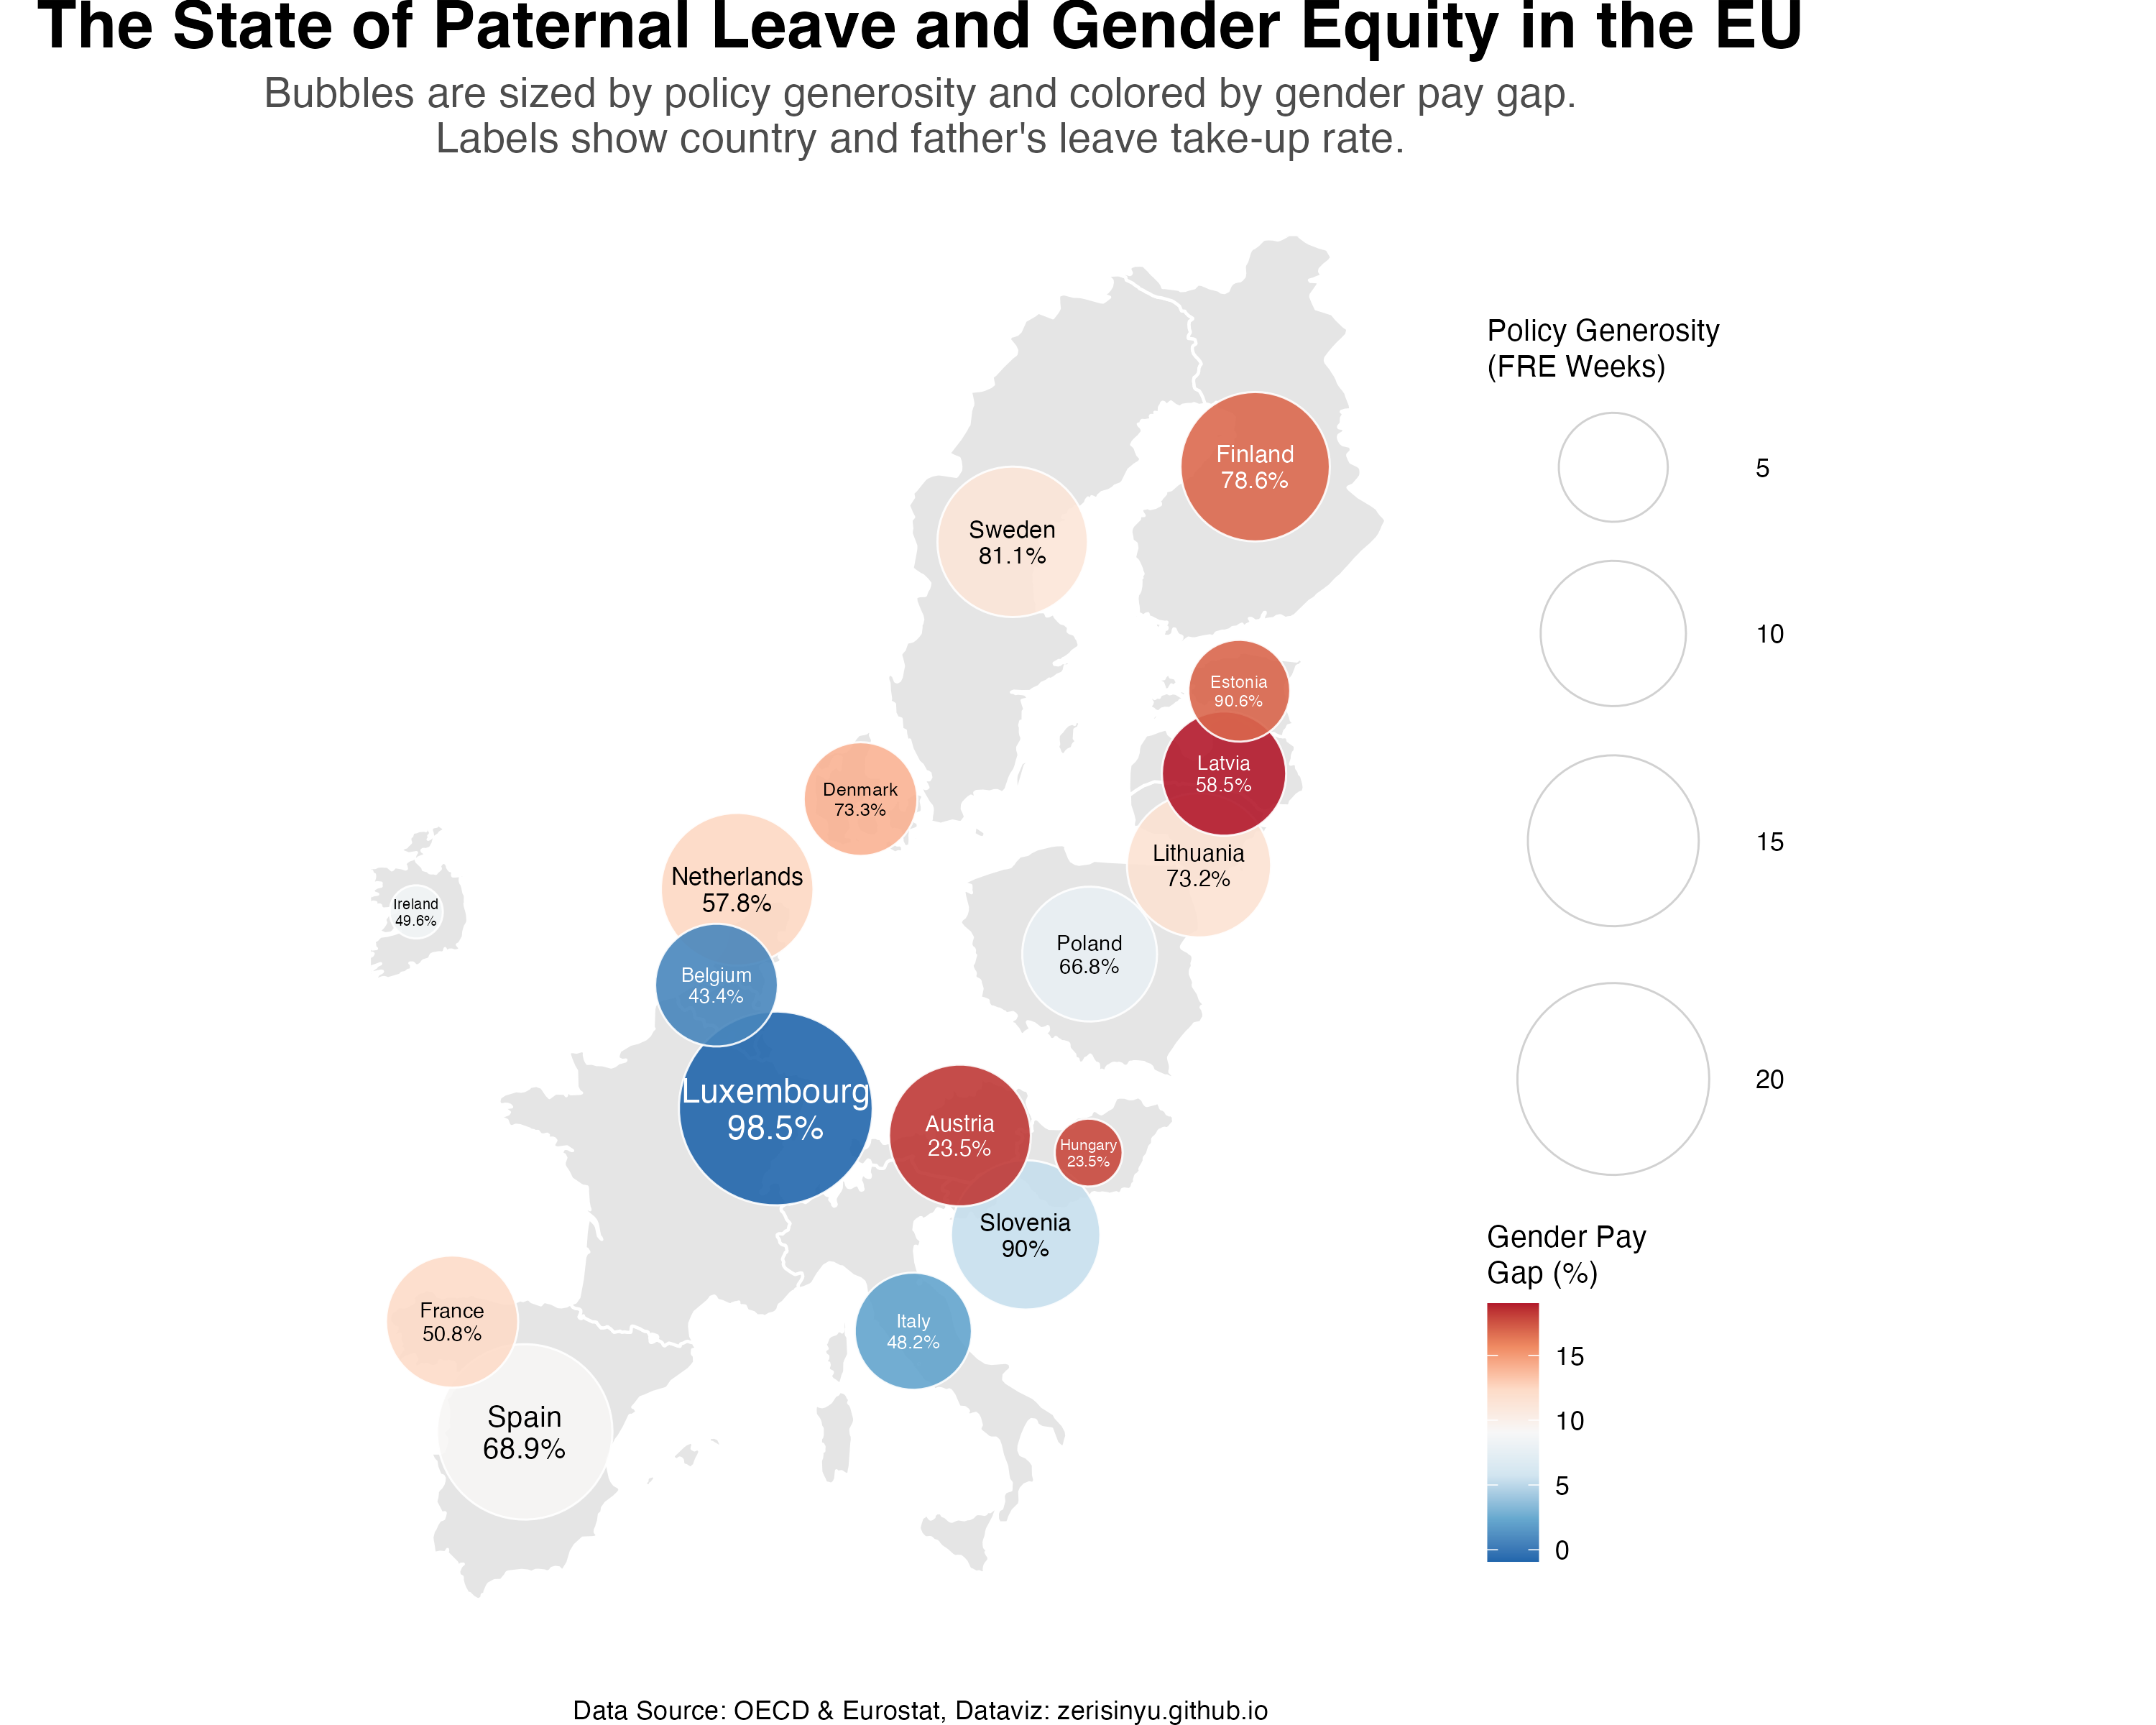 The State of Paternal Leave and Gender Equity in the EU
Bubbles are sized by policy generosity and colored by gender pay gap.
Labels show country and father's leave take-up rate.
Policy Generosity
(FRE Weeks)
5
10
15
20
Finland
78.6%
Sweden
81.1%
Estonia
90.6%
Latvia
58.5%
Denmark
73.3%
Lithuania
73.2%
Netherlands
57.8%
Ireland
49.6%
Poland
66.8%
Belgium
43.4%
Luxembourg
98.5%
Austria
23.5%
Hungary
23.5%
Slovenia
90%
France
50.8%
Italy
48.2%
Spain
68.9%
Gender Pay
Gap (%)
15
10
5
0
Data Source: OECD & Eurostat, Dataviz: zerisinyu.github.io